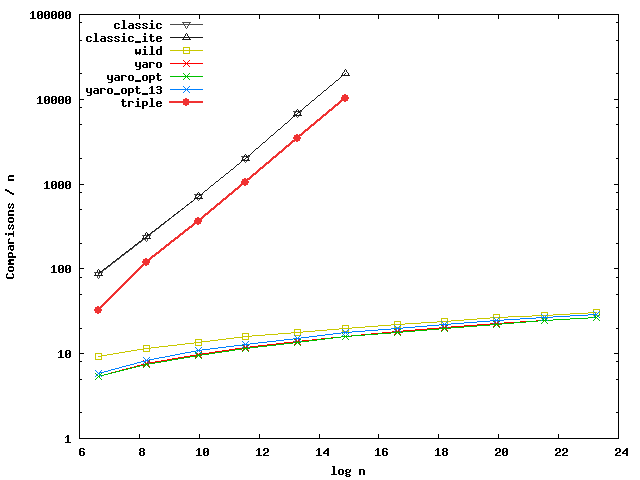 100000
classic
classic_ite
wild
yaro
yaro_opt
yaro_opt_13
triple
10000
1000
100
10
1
Comparisons / n
6 8 10 12 14 16 18 20 22 24
log n